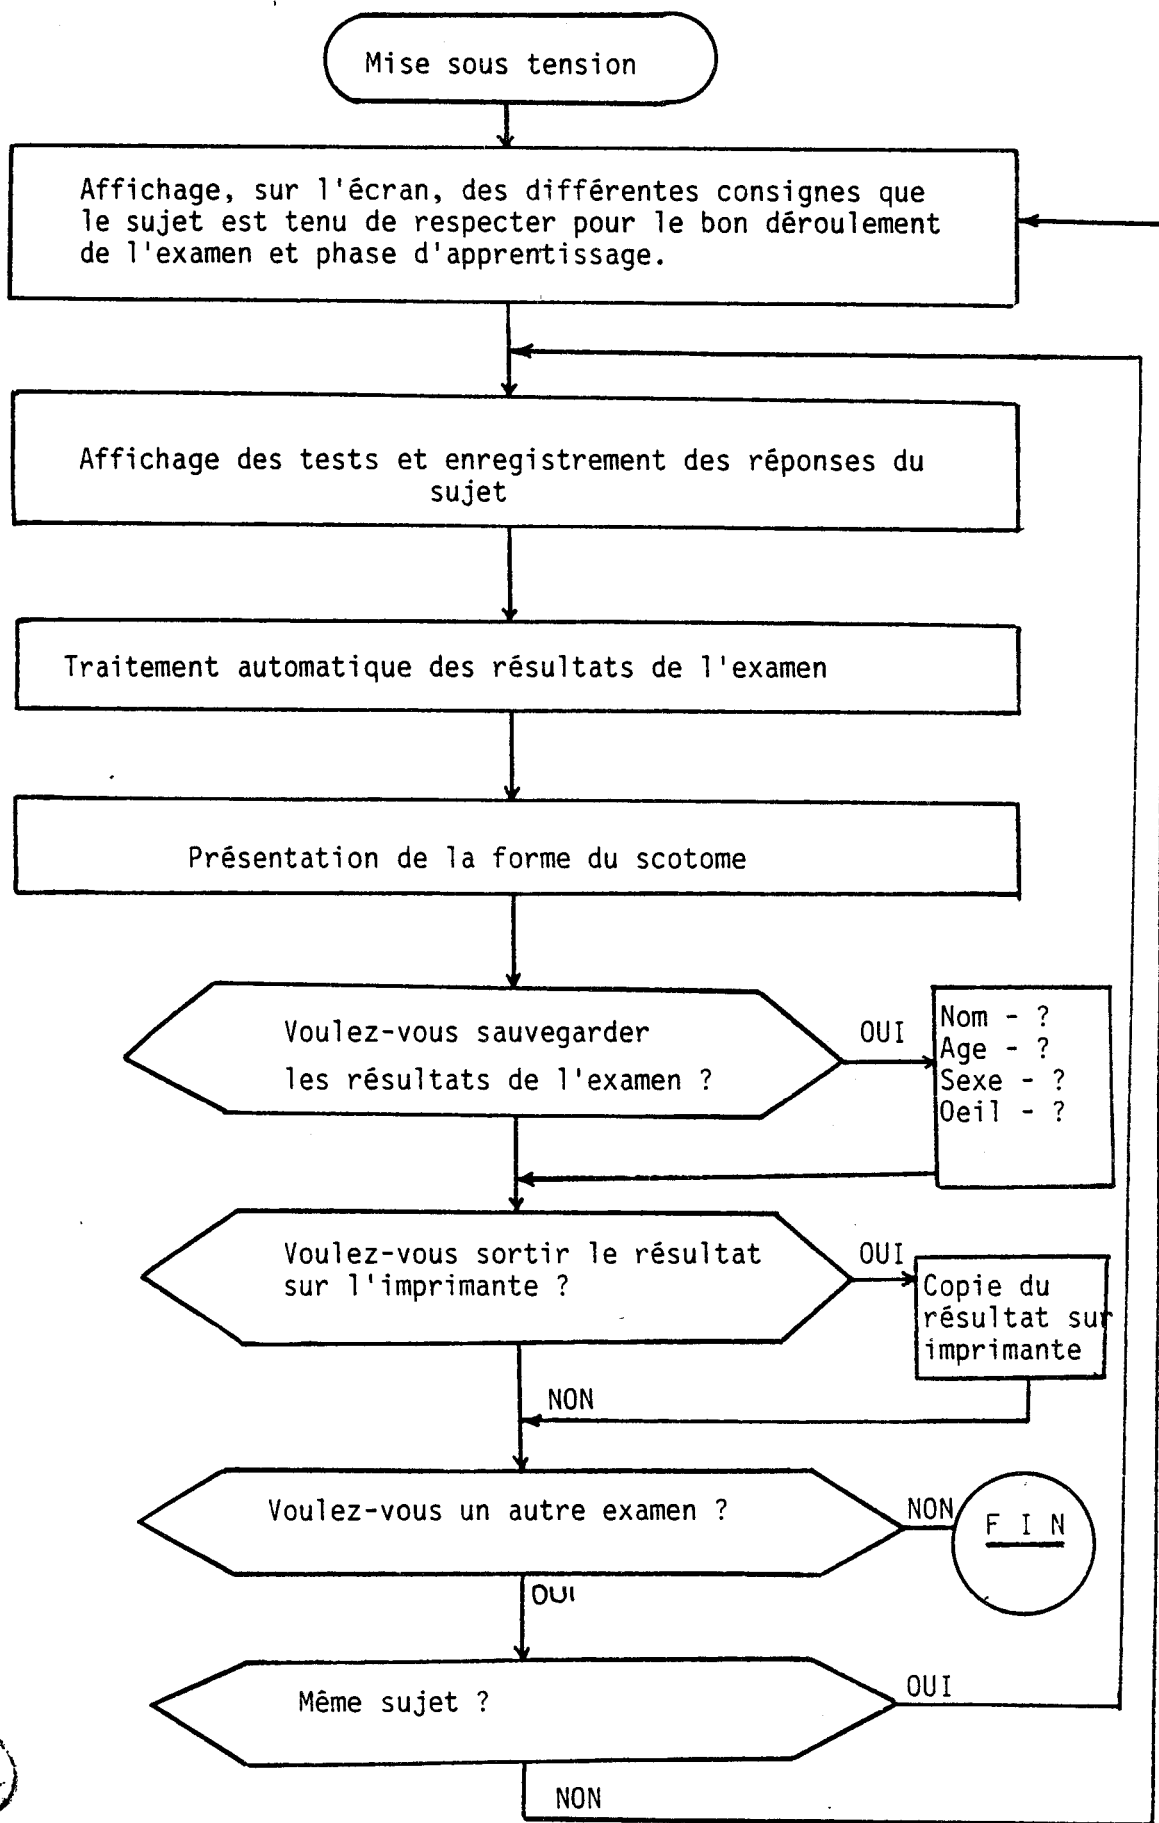 Mise sous tension
Affichage, sur l'écran, des différentes consignes que
le sujet est tenu de respecter pour le bon déroulement
de l'examen et phase d'apprentissage.
Affichage des tests et enregistrement des réponses du
sujet
Traitement automatique des résultats de l'examen
Présentation de la forme du scotome
Voulez-vous sauvegarder
les résultats de l'examen ?
OUI
Nom - ?
Age - ?
Sexe - ?
Oeil - ?
Voulez-vous sortir le résultat
sur l'imprimante ?
OUI
Copie du
résultat sur
imprimante
NON
Voulez-vous un autre examen ?
NON
F I N
OUI
Même sujet ?
OUI
NON